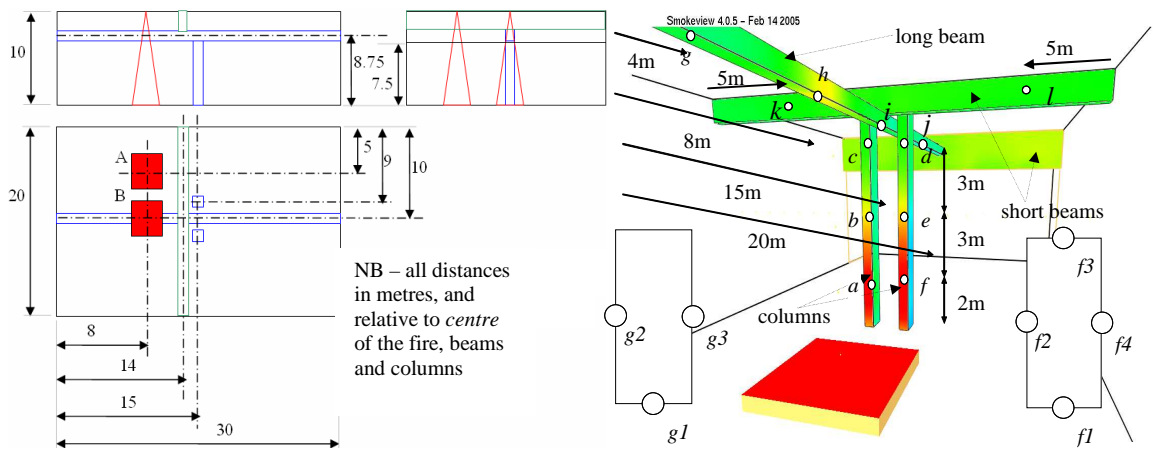 10
8.75
7.5
20
A
B
5
9
10
8
14
15
30
NB – all distances
in metres, and
relative to centre
of the fire, beams
and columns
Smokeview 4.0.5 – Feb 14 2005
g
long beam
4m
5m
5m
h
k
l
i
j
8m
c
d
3m
15m
short beams
b
e
3m
20m
a
f
2m
columns
g2
g3
g1
f3
f2
f4
f1